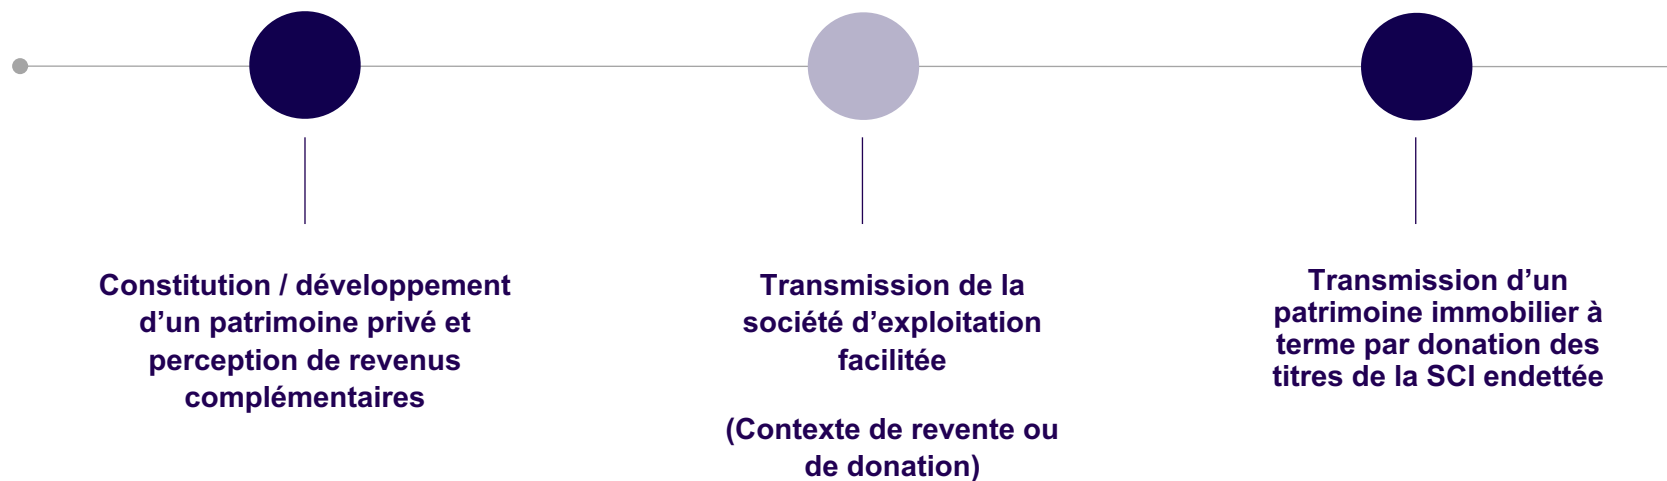 Constitution / développement
d’un patrimoine privé et
perception de revenus
complémentaires
Transmission de la
société d’exploitation
facilitée
(Contexte de revente ou
de donation)
Transmission d’un
patrimoine immobilier à
terme par donation des
titres de la SCI endettée